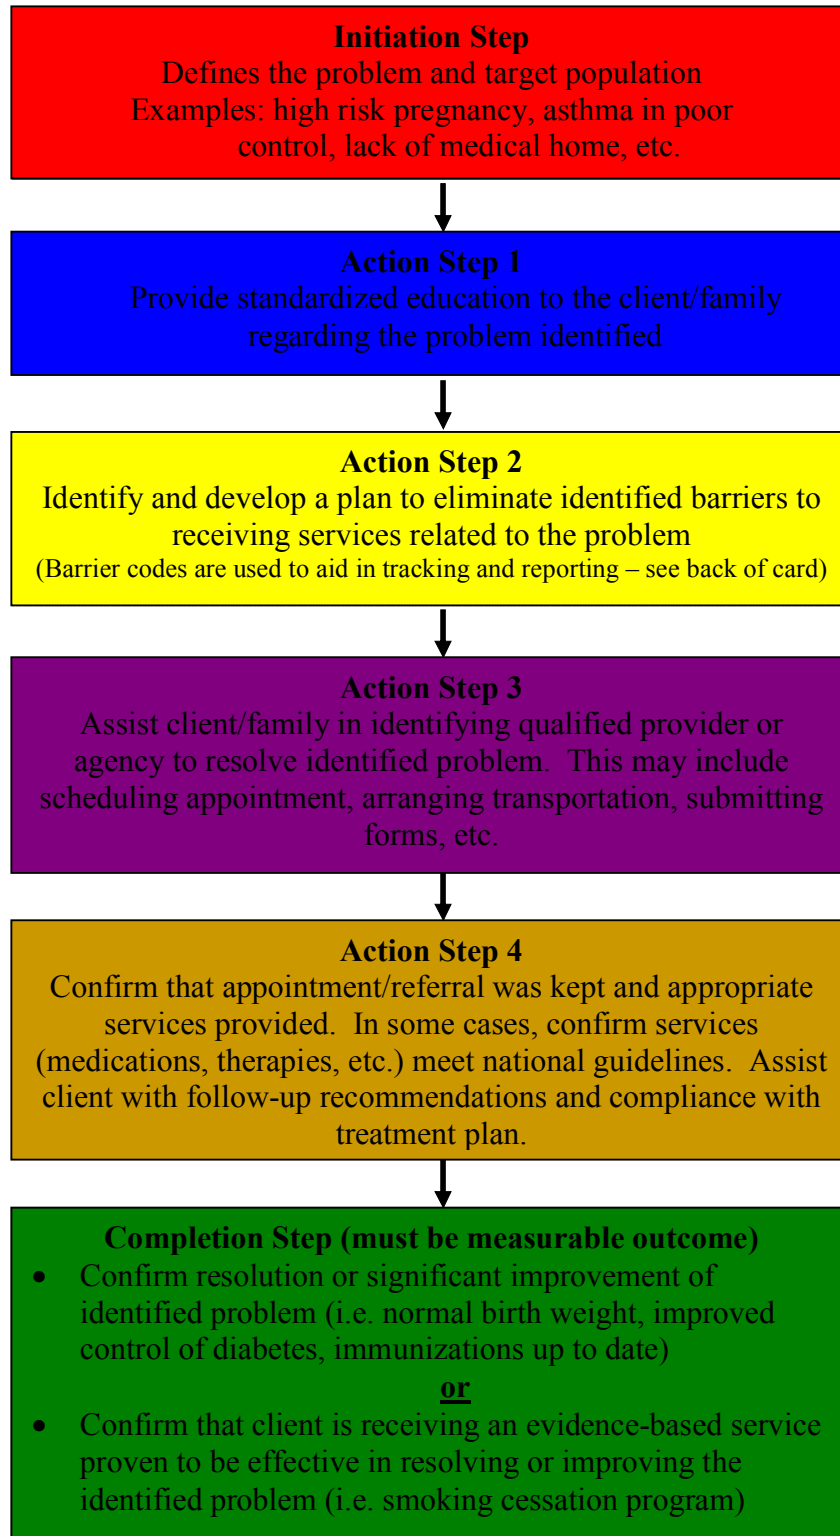 Initiation Step
Defines the problem and target population
Examples: high risk pregnancy, asthma in poor
control, lack of medical home, etc.
Action Step 1
Provide standardized education to the client/family
regarding the problem identified
Action Step 2
Identify and develop a plan to eliminate identified barriers to
receiving services related to the problem
(Barrier codes are used to aid in tracking and reporting – see back of card)
Action Step 3
Assist client/family in identifying qualified provider or
agency to resolve identified problem.  This may include
scheduling appointment, arranging transportation, submitting
forms, etc.
Action Step 4
Confirm that appointment/referral was kept and appropriate
services provided.  In some cases, confirm services
(medications, therapies, etc.) meet national guidelines.  Assist
client with follow-up recommendations and compliance with
treatment plan.
Completion Step (must be measurable outcome)
• Confirm resolution or significant improvement of
identified problem (i.e. normal birth weight, improved
control of diabetes, immunizations up to date)
or
• Confirm that client is receiving an evidence-based service
proven to be effective in resolving or improving the
identified problem (i.e. smoking cessation program)